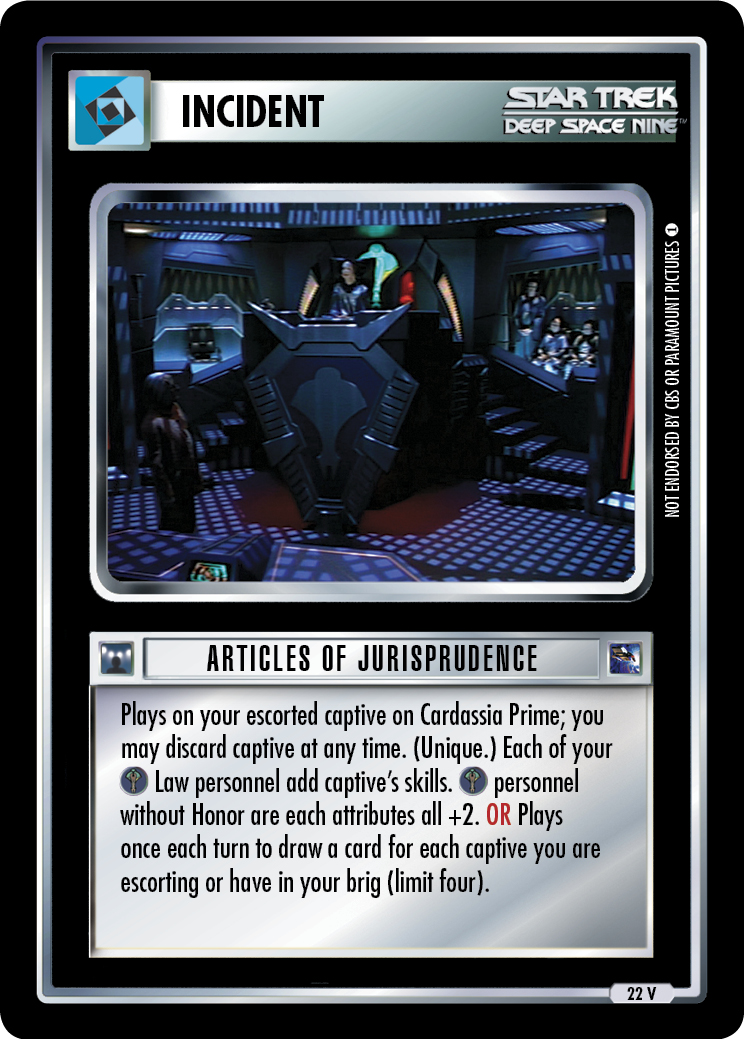 INCIDENT
STAR TREK
DEEP SPACE NINE™
NOT ENDORSED BY CBS OR PARAMOUNT PICTURES 1
ARTICLES OF JURISPRUDENCE
Plays on your escorted captive on Cardassia Prime; you
may discard captive at any time. (Unique.) Each of your
Law personnel add captive's skills. personnel
without Honor are each attributes all +2. OR Plays
once each turn to draw a card for each captive you are
escorting or have in your brig (limit four).
22 V